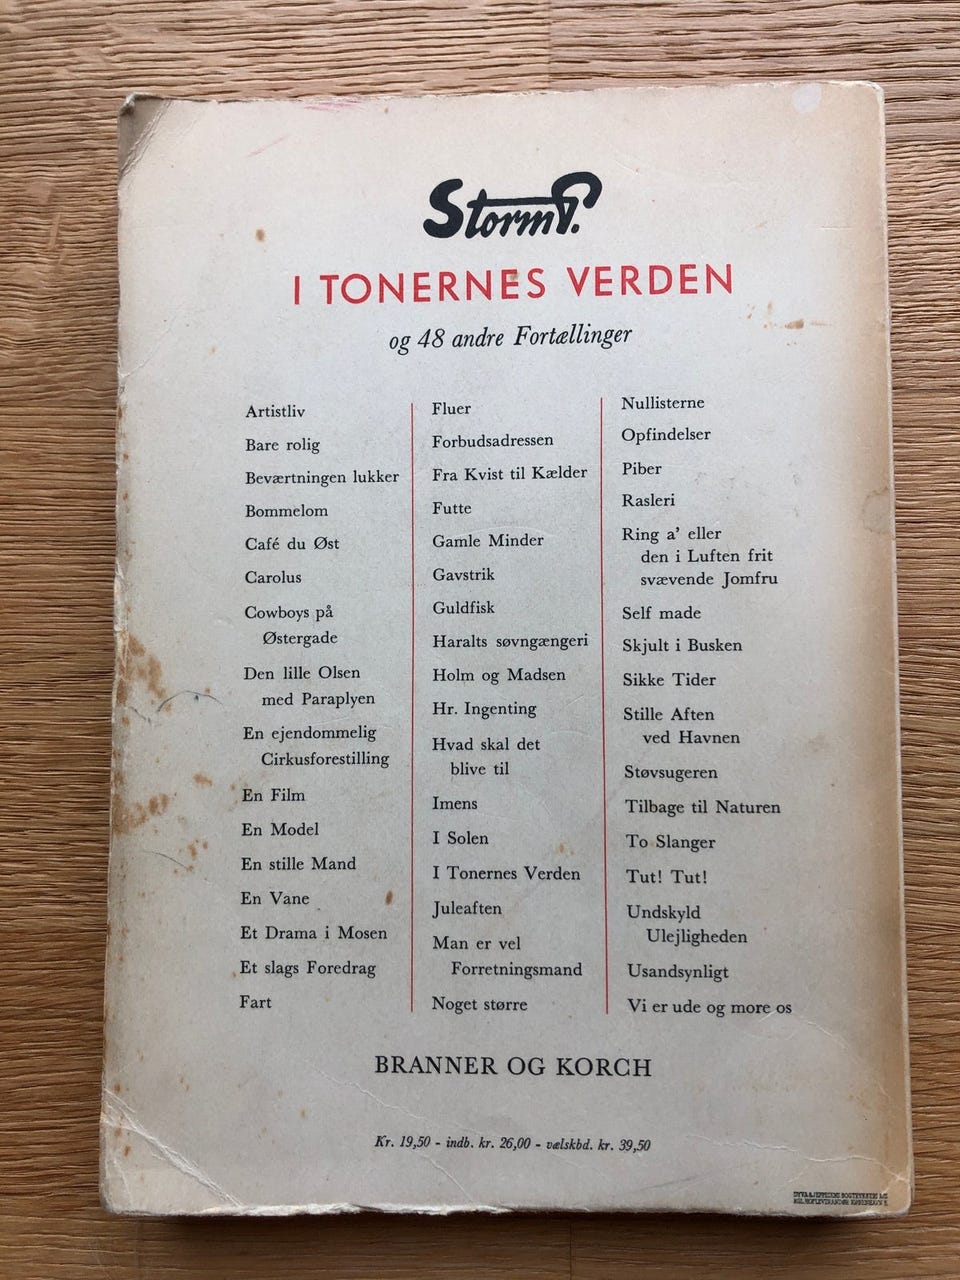 Storm P.
I TONERNES VERDEN
og 48 andre Fortællinger
Artistliv
Bare rolig
Beværtningen lukker
Bommelom
Café du Øst
Carolus
Cowboys på
Østergade
Den lille Olsen
med Paraplyen
En ejendommelig
Cirkusforestilling
En Film
En Model
En stille Mand
En Vane
Et Drama i Mosen
Et slags Foredrag
Fart
Fluer
Forbudsadressen
Fra Kvist til Kælder
Futte
Gamle Minder
Gavstrik
Guldfisk
Haralts søvngængeri
Holm og Madsen
Hr. Ingenting
Hvad skal det
blive til
Imens
I Solen
I Tonernes Verden
Juleaften
Man er vel
Forretningsmand
Noget større
Nullisterne
Opfindelser
Piber
Rasleri
Ring a' eller
den i Luften frit
svævende Jomfru
Self made
Skjult i Busken
Sikke Tider
Stille Aften
ved Havnen
Støvsugeren
Tilbage til Naturen
To Slanger
Tut! Tut!
Undskyld
Ulejligheden
Usandsynligt
Vi er ude og more os
BRANNER OG KORCH
Kr. 19,50 - indb. kr. 26,00 - vælskbd. kr. 39,50